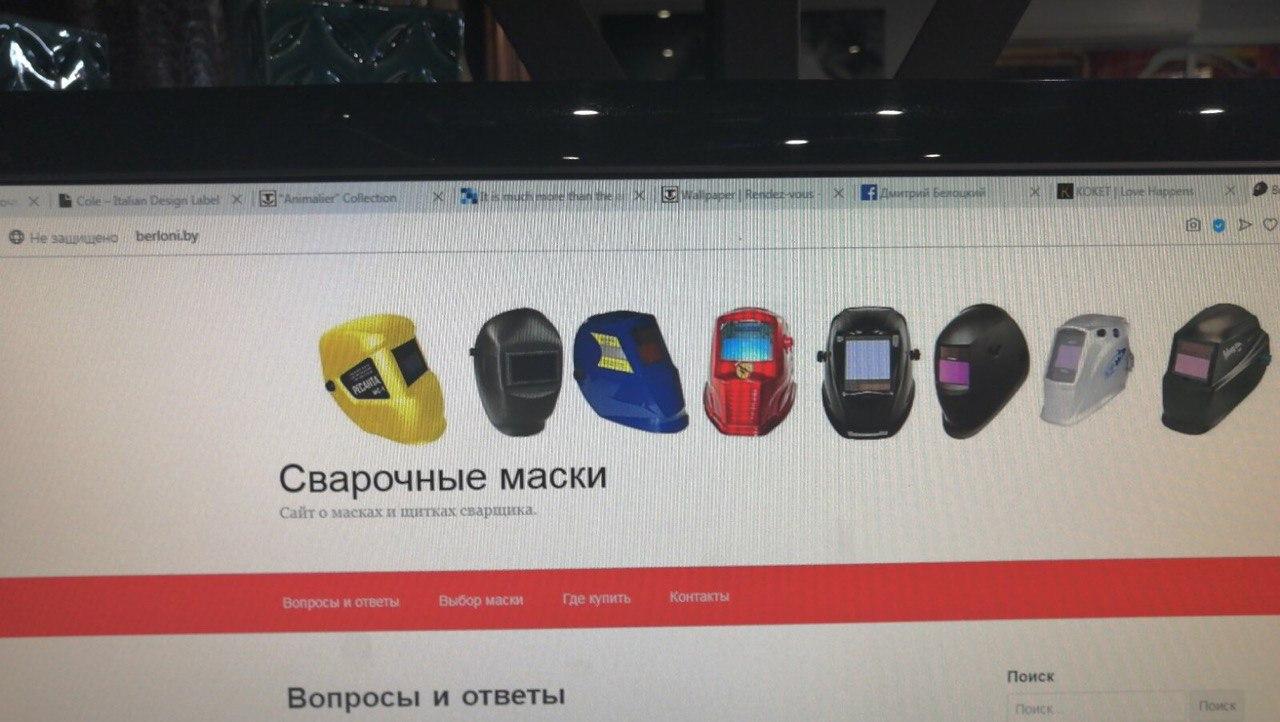 Cole – Italian Design Label
"Animalier" Collection
It is much more than the
Wallpaper | Rendez-vous
Дмитрий Белоцкий
KOKET | Love Happens
Не защищено berloni.by
РЕСАНТА
Сварочные маски
Сайт о масках и щитках сварщика.
Вопросы и ответы Выбор маски Где купить Контакты
Вопросы и ответы
Поиск
Поиск Поиск